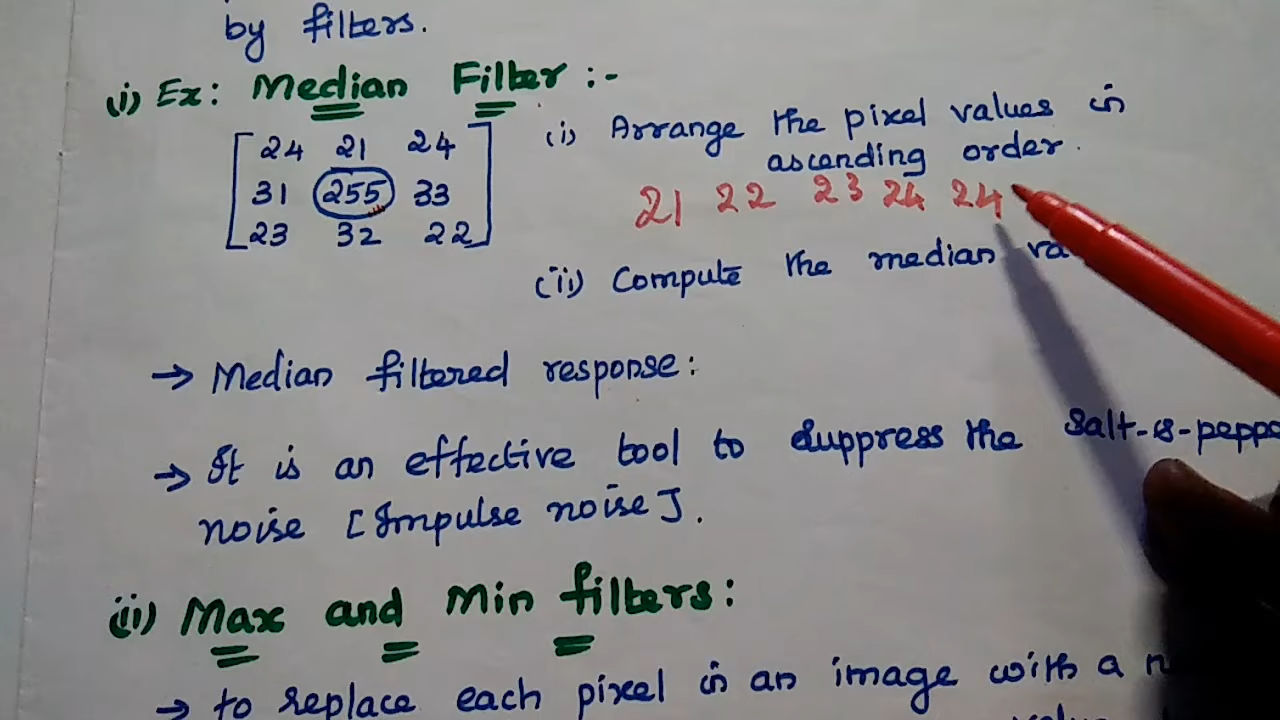 by filters.
(i) Ex: Median Filter :-
24 21 24
31 255 33
23 32 22
(i) Arrange the pixel values in
ascending order.
21 22 23 24 24
(ii) Compute the median
→ Median filtered response:
→ It is an effective tool to suppress the salt-&-
noise [Impulse noise].
(ii) Max and Min filters:
→ to replace each pixel in an image with a